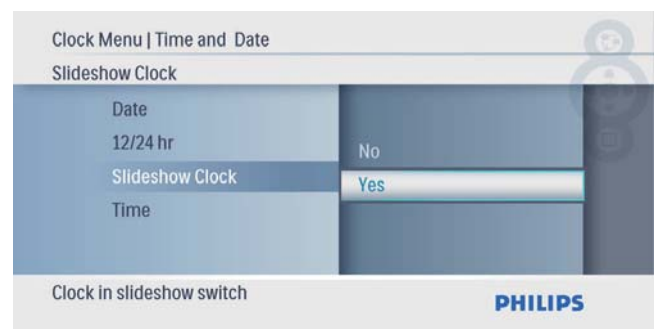 Clock Menu | Time and Date
Slideshow Clock
Date
12/24 hr
Slideshow Clock
Time
No
Yes
Clock in slideshow switch
PHILIPS